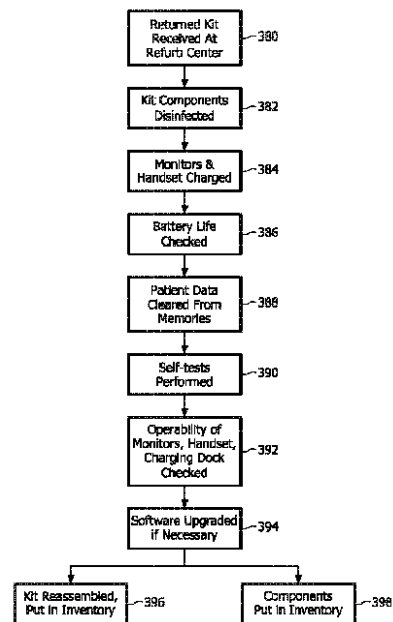 Returned Kit
Received At
Refurb Center
380
Kit Components
Disinfected
382
Monitors &
Handset Charged
384
Battery Life
Checked
386
Patient Data
Cleared From
Memories
388
Self-tests
Performed
390
Operability of
Monitors, Handset,
Charging Dock
Checked
392
Software Upgraded
if Necessary
394
Kit Reassembled,
Put in Inventory
396
Components
Put in Inventory
398